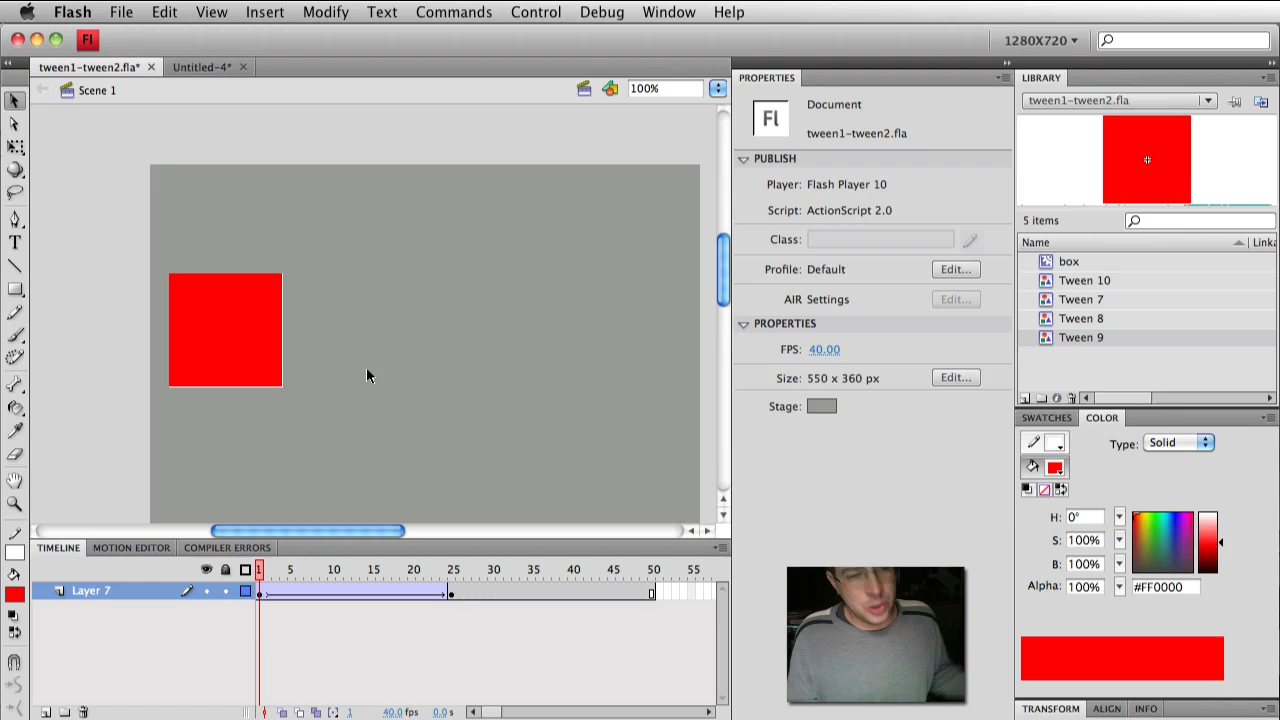 Flash File Edit View Insert Modify Text Commands Control Debug Window Help
Fl 1280X720
tween1-tween2.fla* Untitled-4*
Scene 1 100%
PROPERTIES
Fl
Document
tween1-tween2.fla
PUBLISH
Player: Flash Player 10
Script: ActionScript 2.0
Class:
Profile: Default Edit...
AIR Settings Edit...
PROPERTIES
FPS: 40.00
Size: 550 x 360 px Edit...
Stage:
LIBRARY
tween1-tween2.fla
5 items
Name Linka
box
Tween 10
Tween 7
Tween 8
Tween 9
SWATCHES COLOR
Type: Solid
H: 0°
S: 100%
B: 100%
Alpha: 100% #FF0000
TRANSFORM ALIGN INFO
TIMELINE MOTION EDITOR COMPILER ERRORS
1 5 10 15 20 25 30 35 40 45 50 55
Layer 7
1 40.0 fps 0.0 s